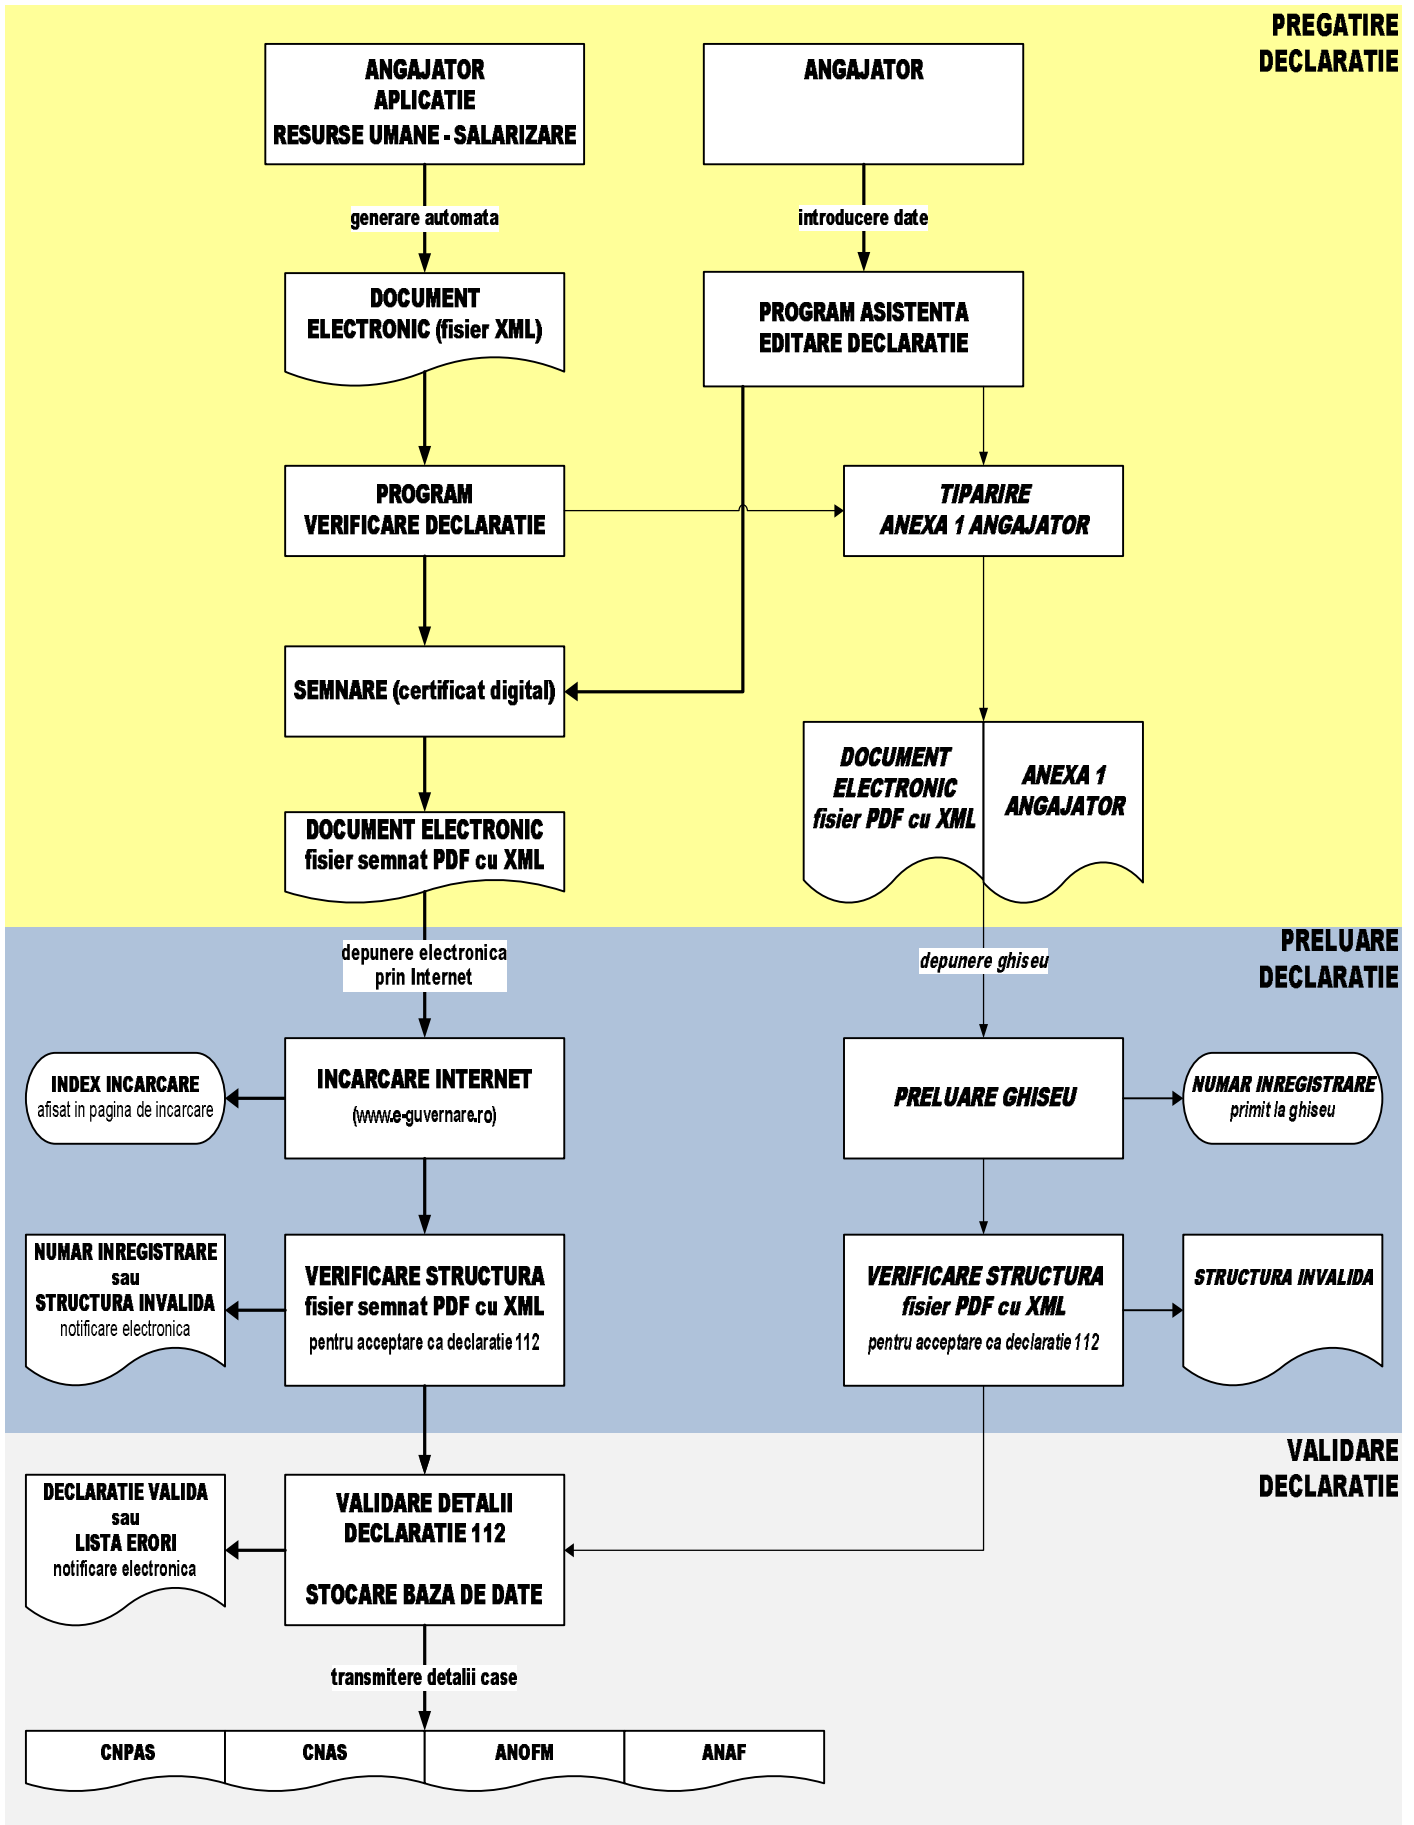 PREGATIRE
DECLARATIE
ANGAJATOR
APLICATIE
RESURSE UMANE - SALARIZARE
ANGAJATOR
generare automata
introducere date
DOCUMENT
ELECTRONIC (fisier XML)
PROGRAM ASISTENTA
EDITARE DECLARATIE
PROGRAM
VERIFICARE DECLARATIE
TIPARIRE
ANEXA 1 ANGAJATOR
SEMNARE (certificat digital)
DOCUMENT
ELECTRONIC
fisier PDF cu XML
ANEXA 1
ANGAJATOR
DOCUMENT ELECTRONIC
fisier semnat PDF cu XML
PRELUARE
DECLARATIE
depunere electronica
prin Internet
depunere ghiseu
INDEX INCARCARE
afisat in pagina de incarcare
INCARCARE INTERNET
(www.e-guvernare.ro)
PRELUARE GHISEU
NUMAR INREGISTRARE
primit la ghiseu
NUMAR INREGISTRARE
sau
STRUCTURA INVALIDA
notificare electronica
VERIFICARE STRUCTURA
fisier semnat PDF cu XML
pentru acceptare ca declaratie 112
VERIFICARE STRUCTURA
fisier PDF cu XML
pentru acceptare ca declaratie 112
STRUCTURA INVALIDA
VALIDARE
DECLARATIE
DECLARATIE VALIDA
sau
LISTA ERORI
notificare electronica
VALIDARE DETALII
DECLARATIE 112
STOCARE BAZA DE DATE
transmitere detalii case
CNPAS
CNAS
ANOFM
ANAF